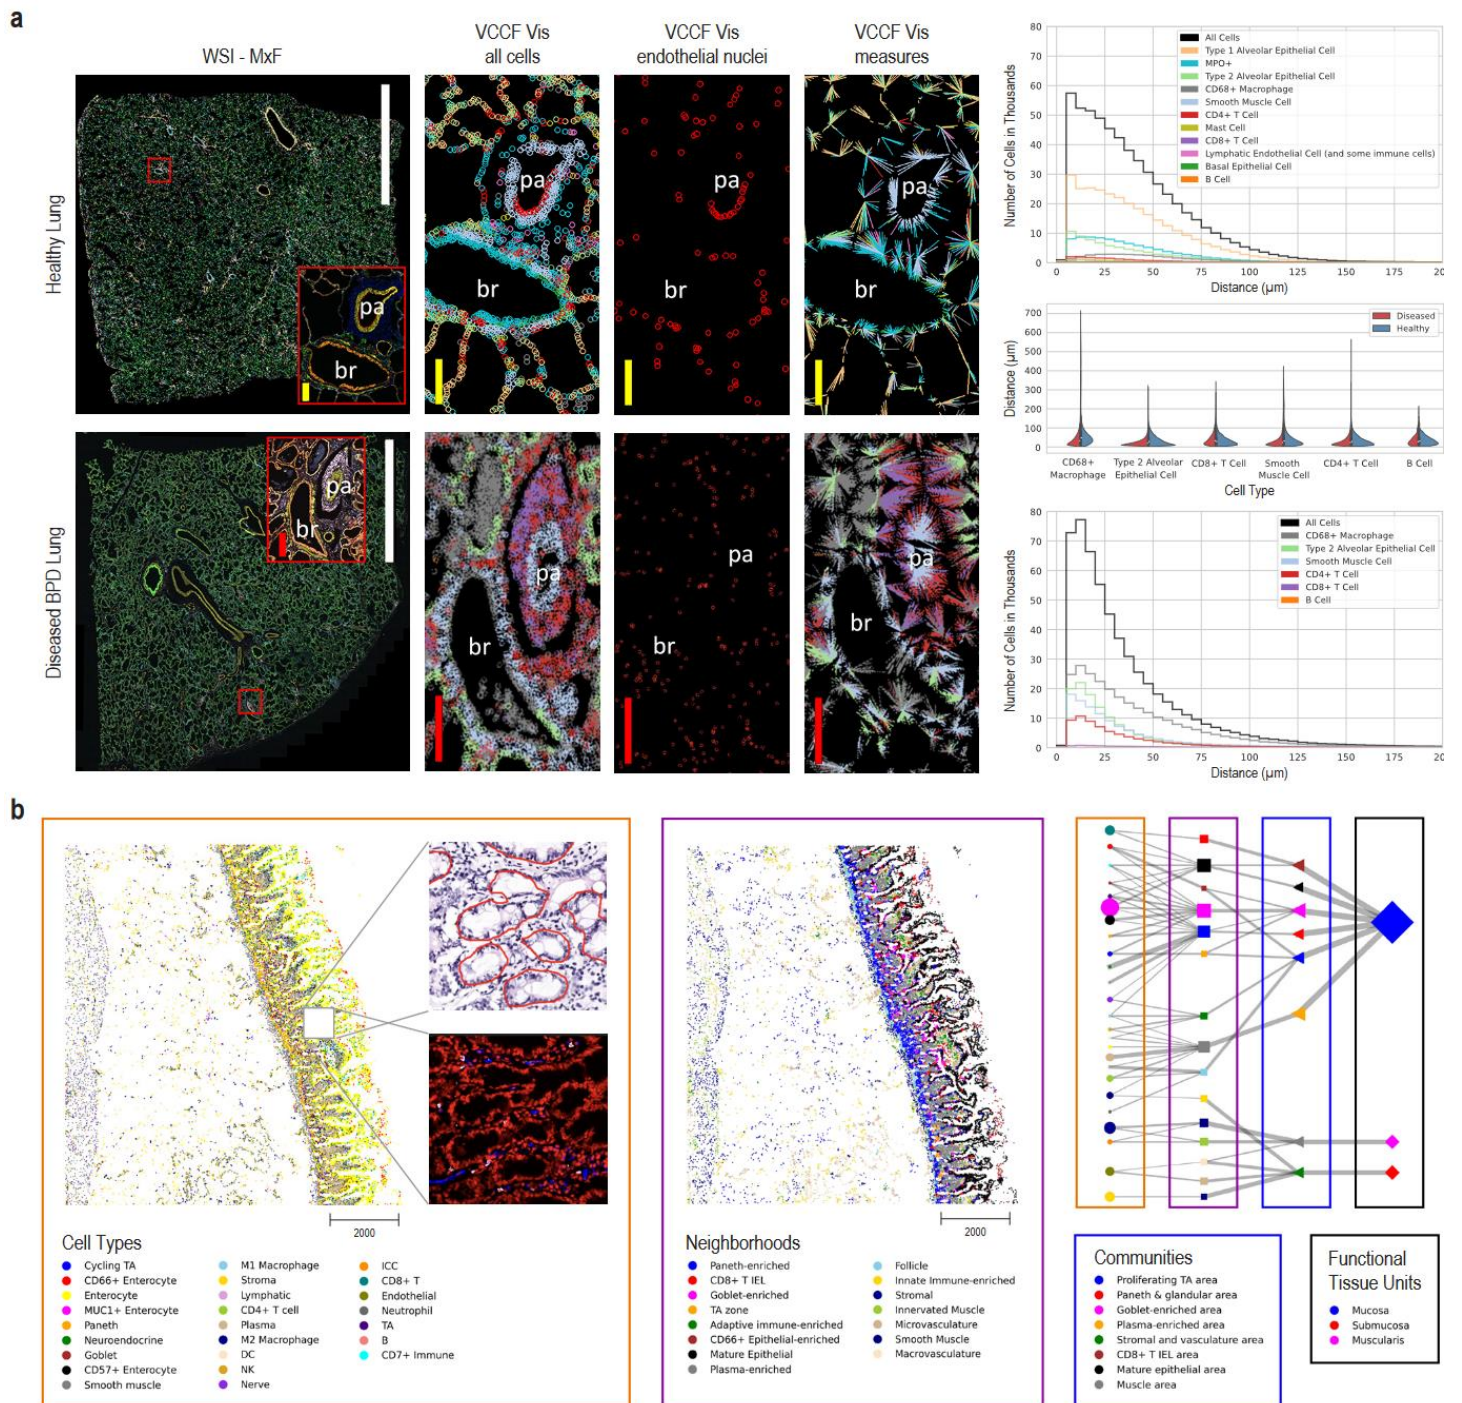 a
WSI - MxF
VCCF Vis
all cells
VCCF Vis
endothelial nuclei
VCCF Vis
measures
Healthy Lung
pa
br
pa
br
pa
br
pa
br
Diseased BPD Lung
pa
br
pa
br
pa
br
pa
br
Number of Cells in Thousands
80
70
60
50
40
30
20
10
0
All Cells
Type 1 Alveolar Epithelial Cell
MPO+
Type 2 Alveolar Epithelial Cell
CD68+ Macrophage
Smooth Muscle Cell
CD4+ T Cell
Mast Cell
CD8+ T Cell
Lymphatic Endothelial Cell (and some immune cells)
Basal Epithelial Cell
B Cell
0 25 50 75 100 125 150 175 20
Distance (µm)
Distance (µm)
700
600
500
400
300
200
100
0
Diseased
Healthy
CD68+
Macrophage
Type 2 Alveolar
Epithelial Cell
CD8+ T Cell
Smooth
Muscle Cell
CD4+ T Cell
B Cell
Cell Type
Number of Cells in Thousands
80
70
60
50
40
30
20
10
0
All Cells
CD68+ Macrophage
Type 2 Alveolar Epithelial Cell
Smooth Muscle Cell
CD4+ T Cell
CD8+ T Cell
B Cell
0 25 50 75 100 125 150 175 20
Distance (µm)
b
2000
Cell Types
Cycling TA
CD66+ Enterocyte
Enterocyte
MUC1+ Enterocyte
Paneth
Neuroendocrine
Goblet
CD57+ Enterocyte
Smooth muscle
M1 Macrophage
Stroma
Lymphatic
CD4+ T cell
Plasma
M2 Macrophage
DC
NK
Nerve
ICC
CD8+ T
Endothelial
Neutrophil
TA
B
CD7+ Immune
2000
Neighborhoods
Paneth-enriched
CD8+ T IEL
Goblet-enriched
TA zone
Adaptive immune-enriched
CD66+ Epithelial-enriched
Mature Epithelial
Plasma-enriched
Follicle
Innate Immune-enriched
Stromal
Innervated Muscle
Microvasculature
Smooth Muscle
Macrovasculature
Communities
Proliferating TA area
Paneth & glandular area
Goblet-enriched area
Plasma-enriched area
Stromal and vasculature area
CD8+ T IEL area
Mature epithelial area
Muscle area
Functional
Tissue Units
Mucosa
Submucosa
Muscularis